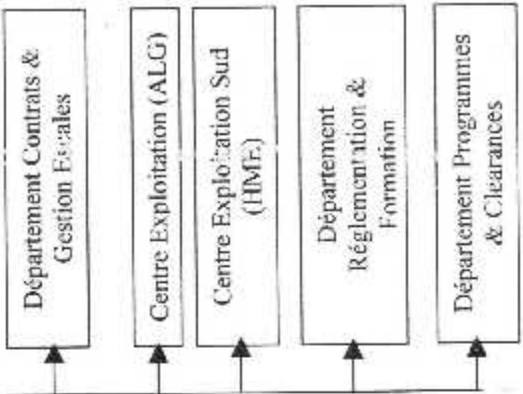 Département Contrats &
Gestion Escales
Centre Exploitation (ALG)
Centre Exploitation Sud
(HME)
Département
Réglementation &
Formation
Département Programmes
& Clearances